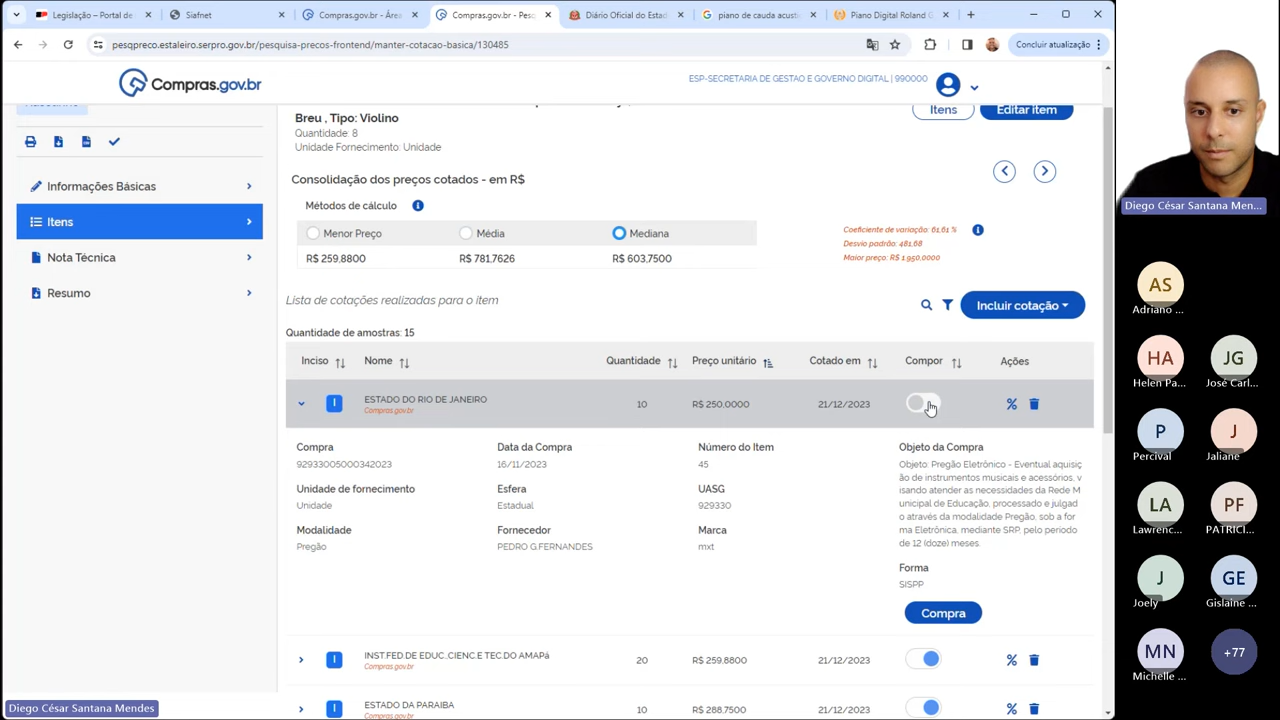 Legislação – Portal de
Siafnet
Compras.gov.br - Área
Compras.gov.br - Pesq
Diário Oficial do Estad
piano de cauda acusti
Piano Digital Roland G
pesqpreco.estaleiro.serpro.gov.br/pesquisa-precos-frontend/manter-cotacao-basica/130485
Concluir atualização
Compras.gov.br
ESP-SECRETARIA DE GESTAO E GOVERNO DIGITAL | 990000
Breu , Tipo: Violino
Quantidade: 8
Unidade Fornecimento: Unidade
Itens
Editar item
Informações Básicas
Itens
Nota Técnica
Resumo
Consolidação dos preços cotados - em R$
Métodos de cálculo
Menor Preço
Média
Mediana
R$ 259,8800
R$ 781,7626
R$ 603,7500
Coeficiente de variação: 61,61 %
Desvio padrão: 481,68
Maior preço: R$ 1.950,0000
Lista de cotações realizadas para o item
Incluir cotação
Quantidade de amostras: 15
Inciso Nome Quantidade Preço unitário Cotado em Compor Ações
I ESTADO DO RIO DE JANEIRO 10 R$ 250,0000 21/12/2023
Compras.gov.br
Compra
92933005000342023
Data da Compra
16/11/2023
Número do Item
45
Objeto da Compra
Objeto: Pregão Eletrônico - Eventual aquisiç
ão de instrumentos musicais e acessórios, v
isando atender as necessidades da Rede M
unicipal de Educação, processado e julgad
o através da modalidade Pregão, sob a for
ma Eletrônica, mediante SRP, pelo período
de 12 (doze) meses.
Unidade de fornecimento
Unidade
Esfera
Estadual
UASG
929330
Modalidade
Pregão
Fornecedor
PEDRO G.FERNANDES
Marca
mxt
Forma
SISPP
Compra
I INST.FED.DE EDUC.,CIENC.E TEC.DO AMAPá 20 R$ 259,8800 21/12/2023
Compras.gov.br
I ESTADO DA PARAIBA 10 R$ 288,7500 21/12/2023
Compras.gov.br
Diego César Santana Mendes
Diego César Santana Men...
AS
Adriano ...
HA
Helen Pa...
JG
José Carl...
P
Percival
J
Jaliane
LA
Lawrenc...
PF
PATRICI...
J
Joely
GE
Gislaine ...
MN
Michelle ...
+77